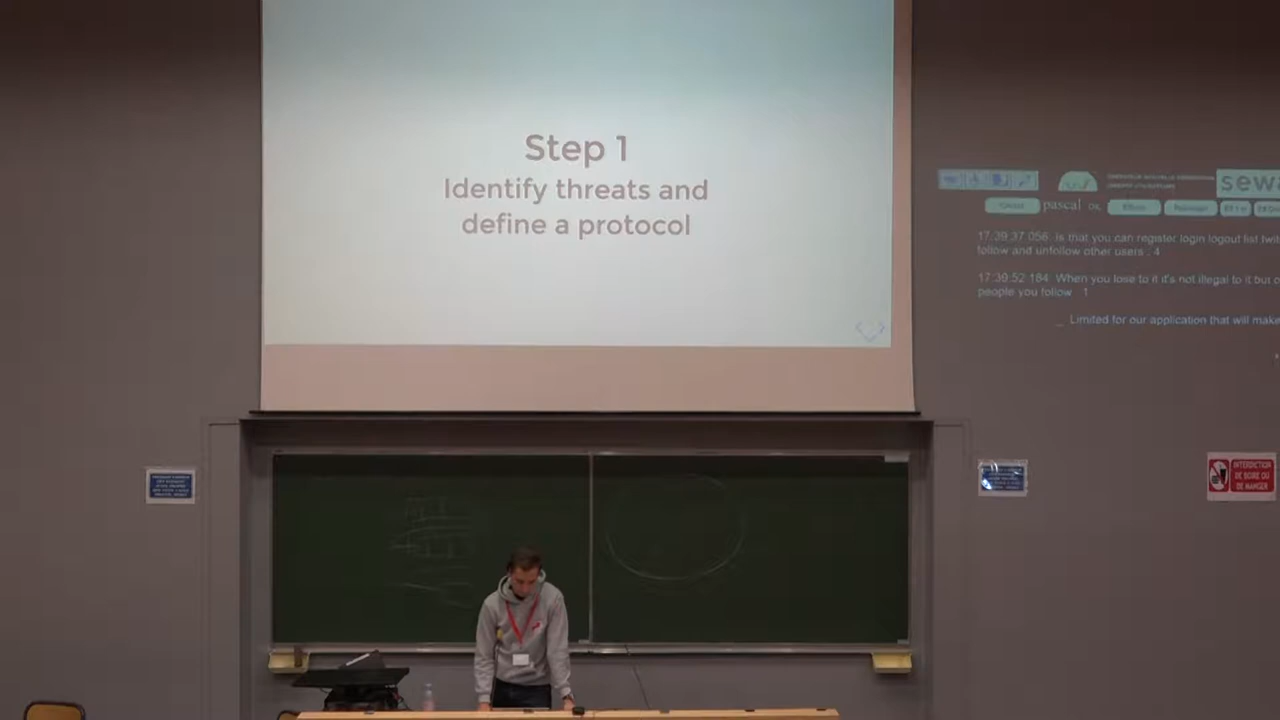 Step 1
Identify threats and
define a protocol
sewa
pascal
17:39:37 056 Is that you can register login logout list twit
follow and unfollow other users . 4
17:39:52 184 When you lose to it it's not illegal to it but
people you follow 1
_ Limited for our application that will make
INTERDICTION
DE BOIRE OU
DE MANGER